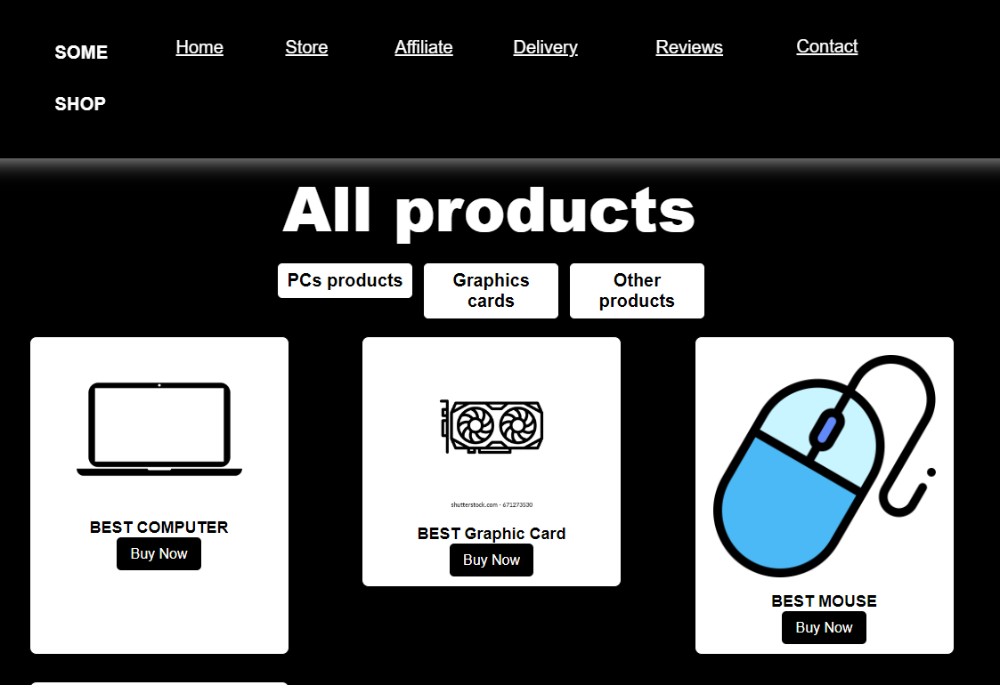 SOME
SHOP
Home
Store
Affiliate
Delivery
Reviews
Contact
All products
PCs products
Graphics
cards
Other
products
BEST COMPUTER
Buy Now
shutterstock.com · 671273530
BEST Graphic Card
Buy Now
BEST MOUSE
Buy Now